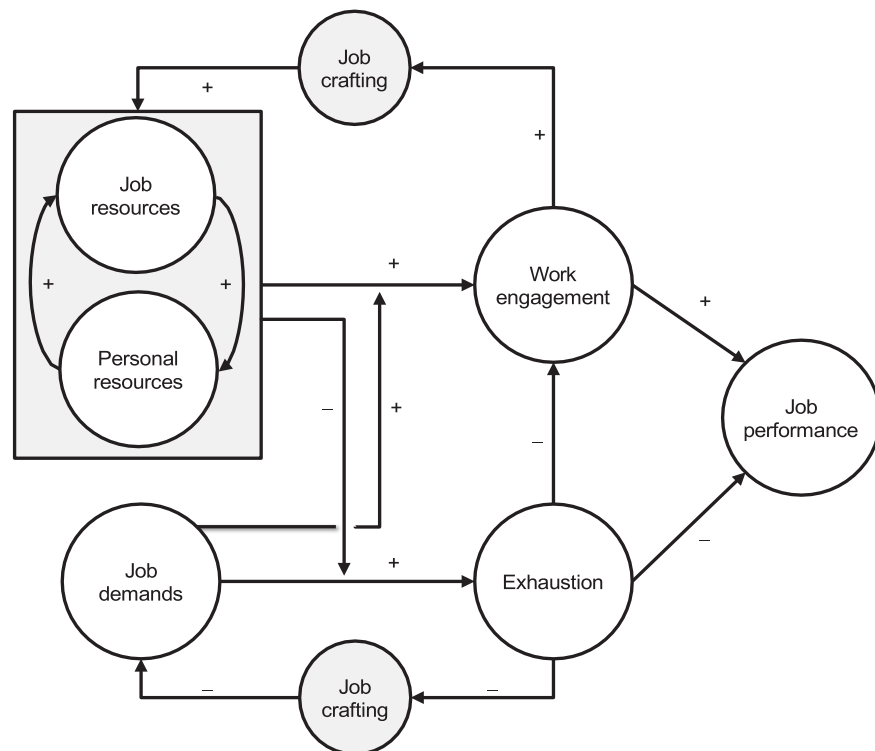 Job
crafting
+
+
Job
resources
+
+
+
Work
engagement
+
Personal
resources
–
+
–
Job
performance
Job
demands
+
Exhaustion
–
–
Job
crafting
–